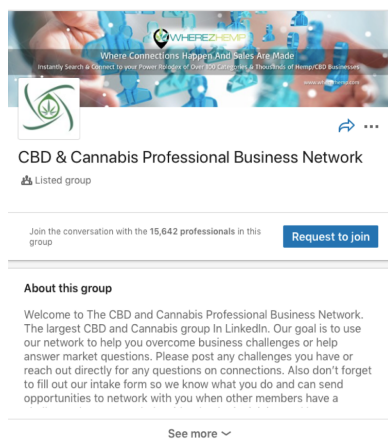 WHEREZHEMP
Where Connections Happen And Sales Are Made
Instantly Search & Connect to your Power Rolodex of Over 100 Categories & Thousands of Hemp/CBD Businesses
CBD & Cannabis Professional Business Network
Listed group
Join the conversation with the 15,642 professionals in this
group
Request to join
About this group
Welcome to The CBD and Cannabis Professional Business Network.
The largest CBD and Cannabis group In LinkedIn. Our goal is to use
our network to help you overcome business challenges or help
answer market questions. Please post any challenges you have or
reach out directly for any questions on connections. Also don't forget
to fill out our intake form so we know what you do and can send
opportunities to network with you when other members have a
See more